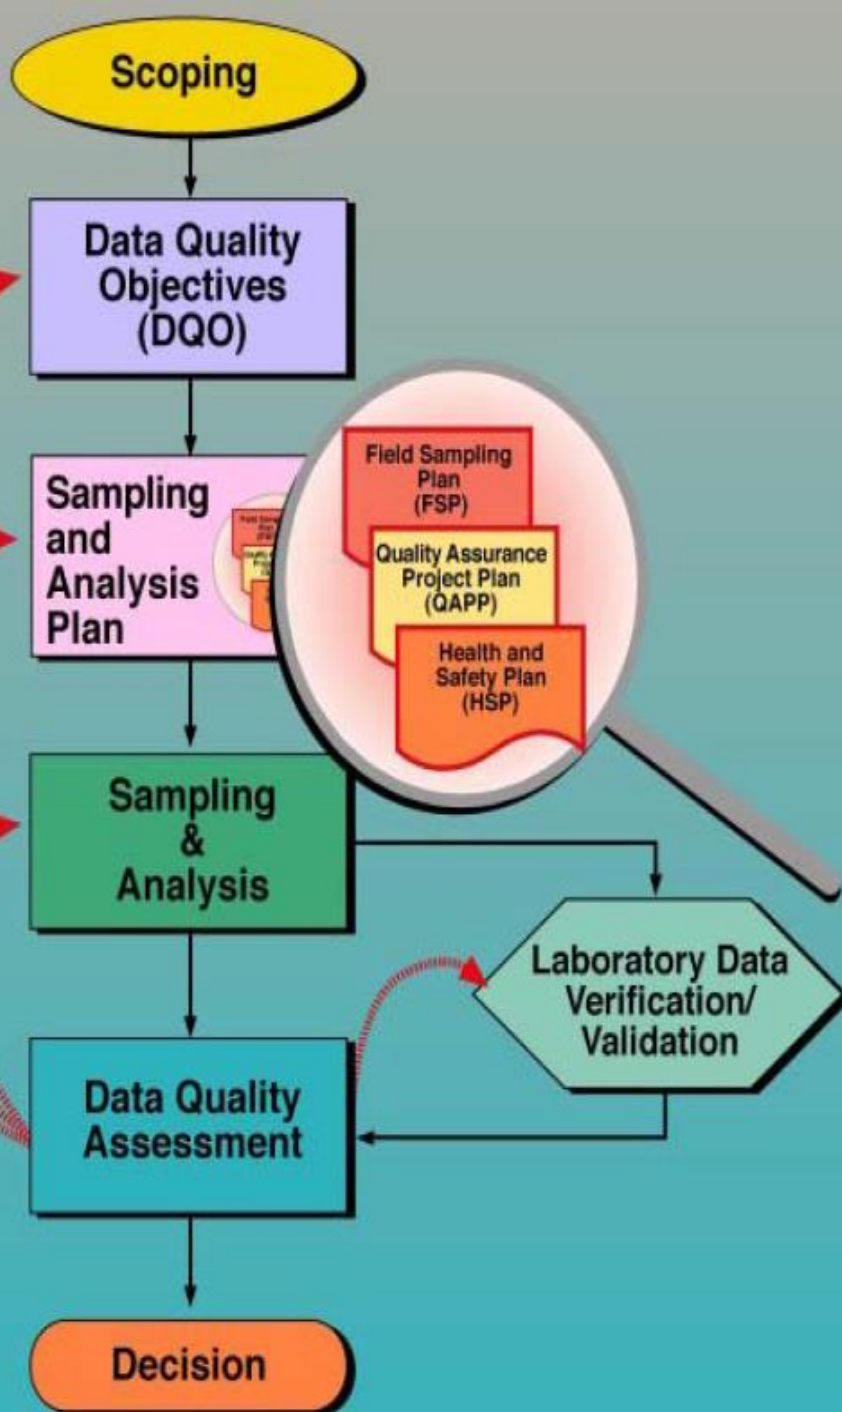 Scoping
Data Quality
Objectives
(DQO)
Sampling
and
Analysis
Plan
Field Sampling
Plan
(FSP)
Quality Assurance
Project Plan
(QAPP)
Health and
Safety Plan
(HSP)
Sampling
&
Analysis
Laboratory Data
Verification/
Validation
Data Quality
Assessment
Decision